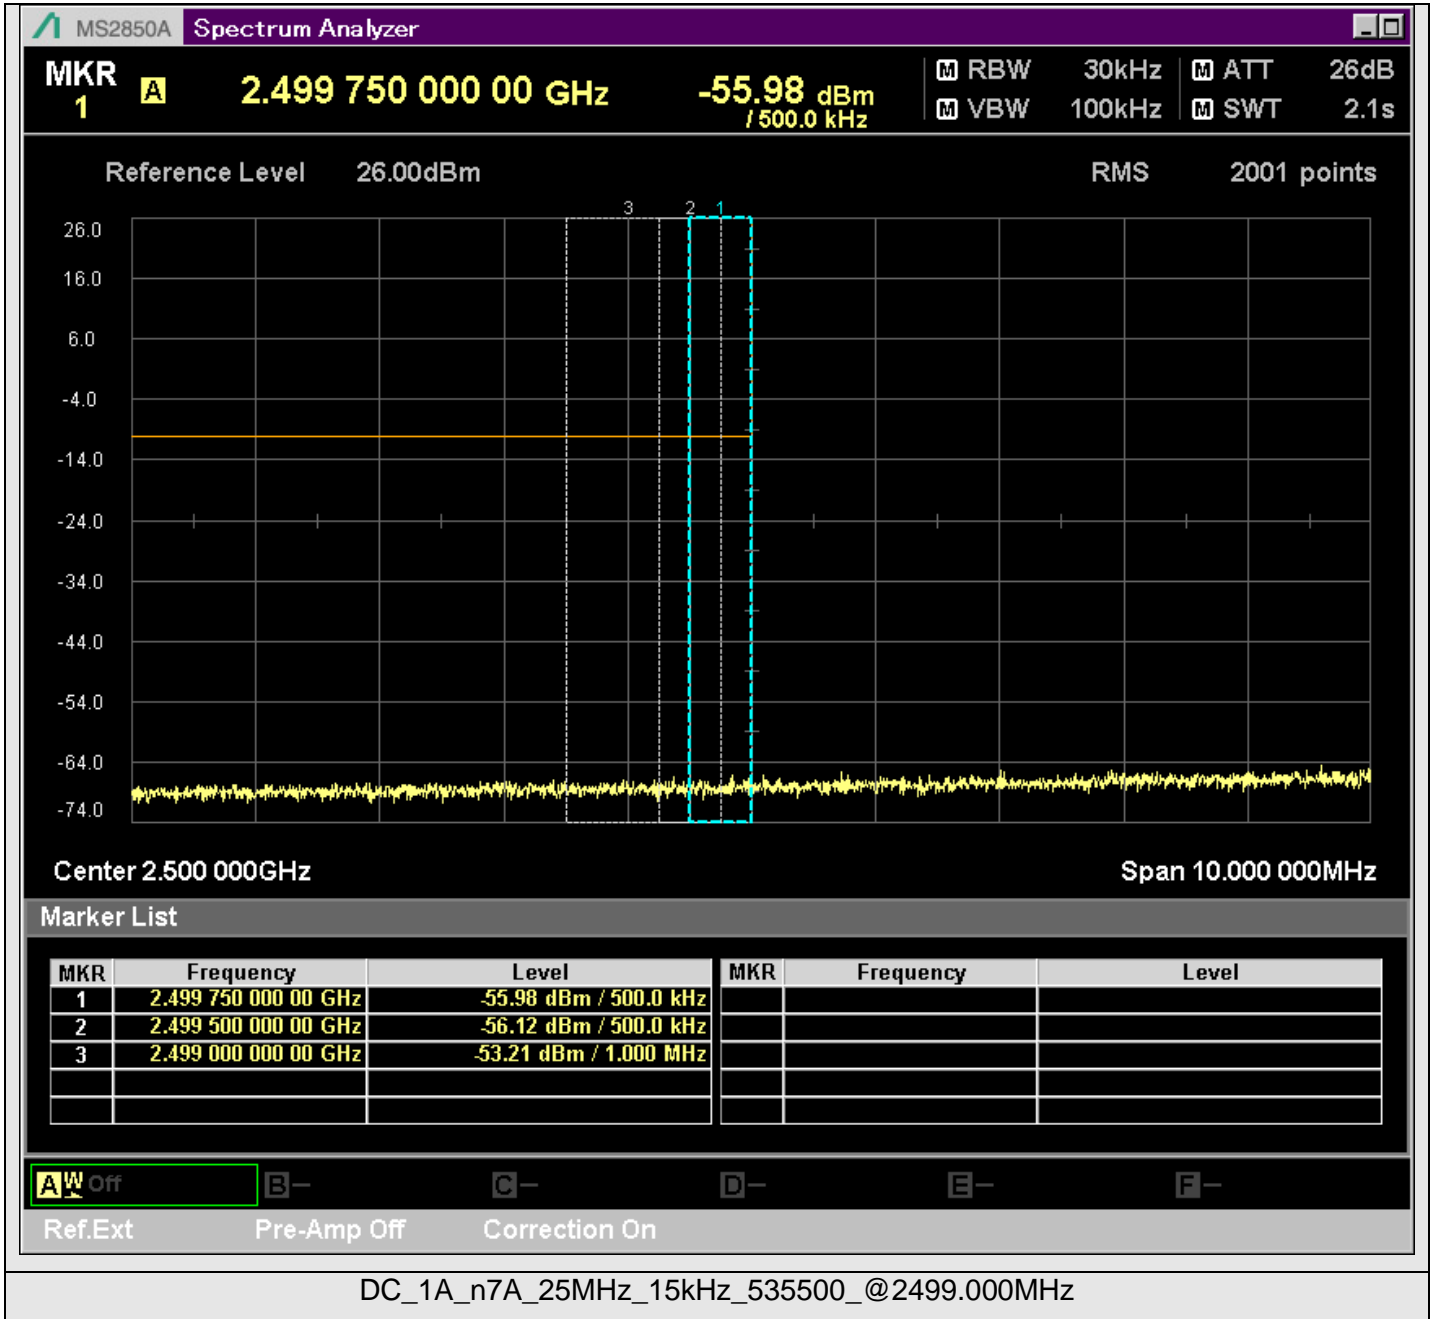 MS2850A Spectrum Analyzer
MKR 1 A 2.499 750 000 00 GHz -55.98 dBm / 500.0 kHz
M RBW 30kHz M ATT 26dB
M VBW 100kHz M SWT 2.1s
Reference Level 26.00dBm RMS 2001 points
3 2 1
26.0
16.0
6.0
-4.0
-14.0
-24.0
-34.0
-44.0
-54.0
-64.0
-74.0
Center 2.500 000GHz Span 10.000 000MHz
Marker List
MKR Frequency Level MKR Frequency Level
1 2.499 750 000 00 GHz -55.98 dBm / 500.0 kHz
2 2.499 500 000 00 GHz -56.12 dBm / 500.0 kHz
3 2.499 000 000 00 GHz -53.21 dBm / 1.000 MHz
A W Off B C D E F
Ref.Ext Pre-Amp Off Correction On
DC_1A_n7A_25MHz_15kHz_535500_@2499.000MHz